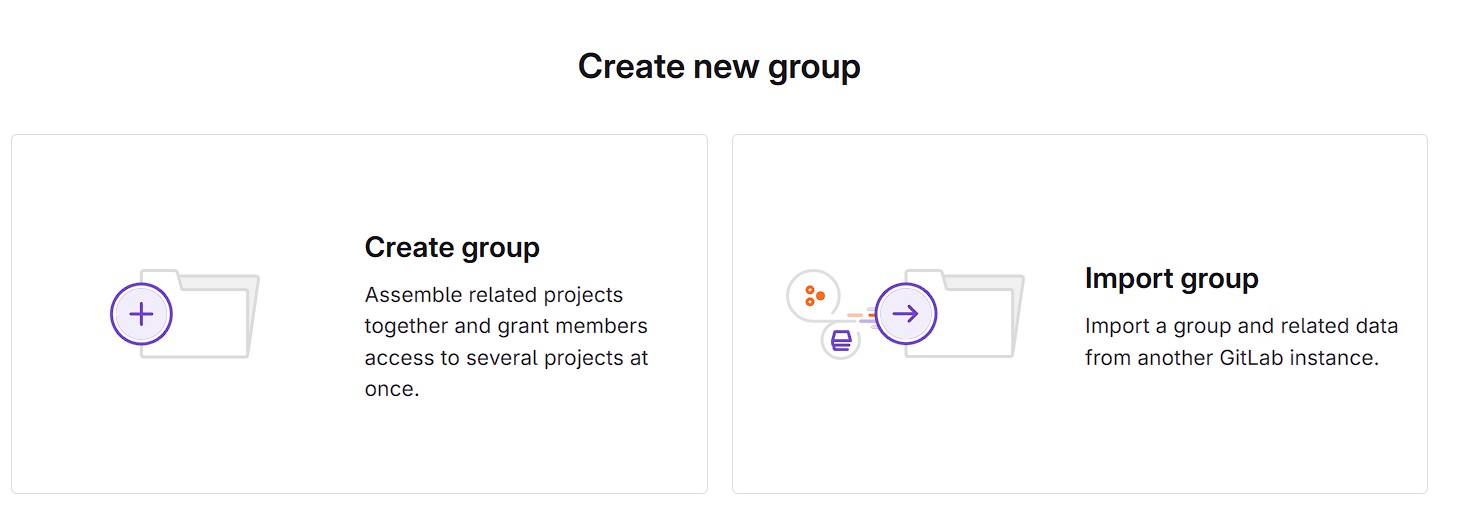 Create new group
Create group
Assemble related projects
together and grant members
access to several projects at
once.
Import group
Import a group and related data
from another GitLab instance.